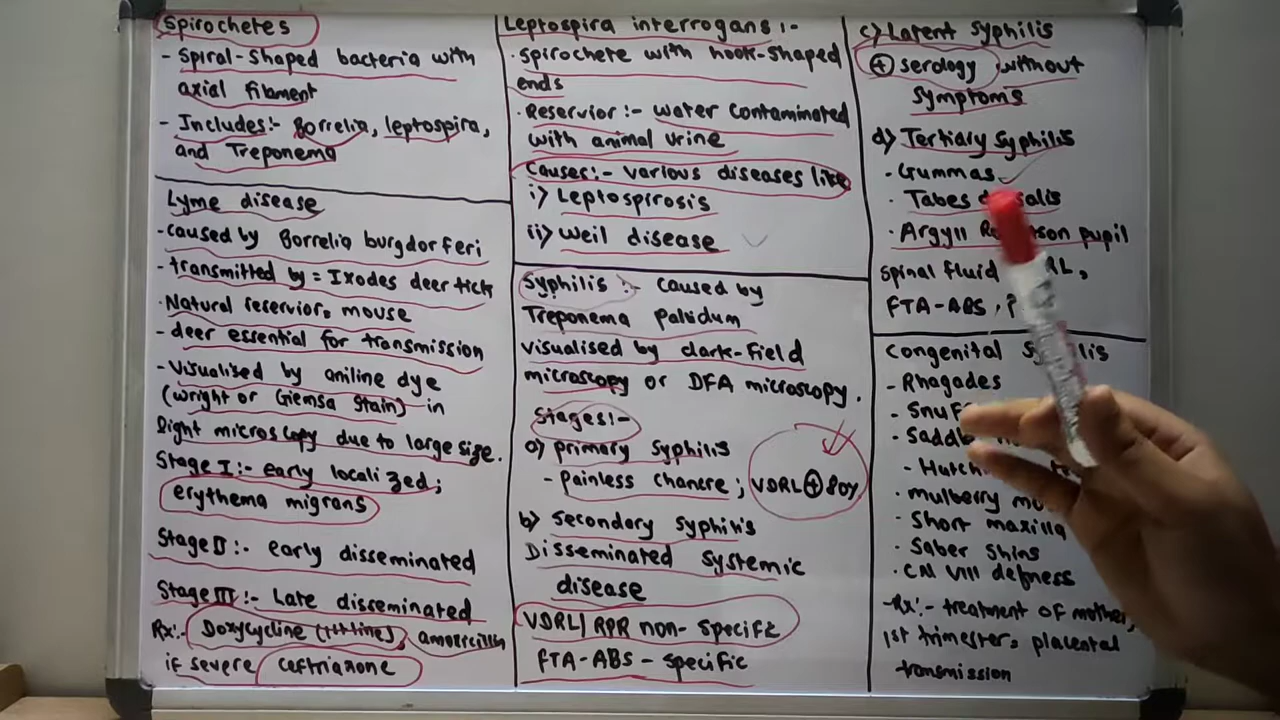 Spirochetes
- Spiral-Shaped bacteria with
axial filament
- Includes:- Borrelia, leptospira,
and Treponema
Lyme disease
-caused by Borrelia burgdorferi
-transmitted by = Ixodes deer tick
·Natural reservior= mouse
- deer essential for transmission
-Visualised by aniline dye
(wright or Giemsa Stain) in
light microscopy due to large size.
Stage I:- early localized;
erythema migrans
Stage II:- early disseminated
Stage III:- Late disseminated
Rx:- Doxycycline (1st line), amoxicillin
if severe ceftriaxone
Leptospira interrogans :-
·Spirochete with hook-Shaped
ends
·Reservior:- water contaminated
with animal urine
Causes:- various diseases like
i) Leptospirosis
ii) Weil disease
Syphilis :- caused by
Treponema pallidum
visualised by dark-field
microscopy or DFA microscopy.
Stages:-
a) primary syphilis
- painless chancre; VDRL ⊕ 80%
b) Secondary Syphilis
Disseminated Systemic
disease
VDRL/RPR non-specific
FTA-ABS - specific
c) Latent Syphilis
⊕ serology without
symptoms
d) Tertiary Syphilis
· Gummas
· Tabes
· Argyll pupil
Spinal fluid
FTA-ABS,
Congenital
- Rhagades
-
·
-
· mulberry
· Short maxilla
· Saber Shins
· CN VIII defness
-Rx:- treatment of mother,
1st trimester, placental
transmission